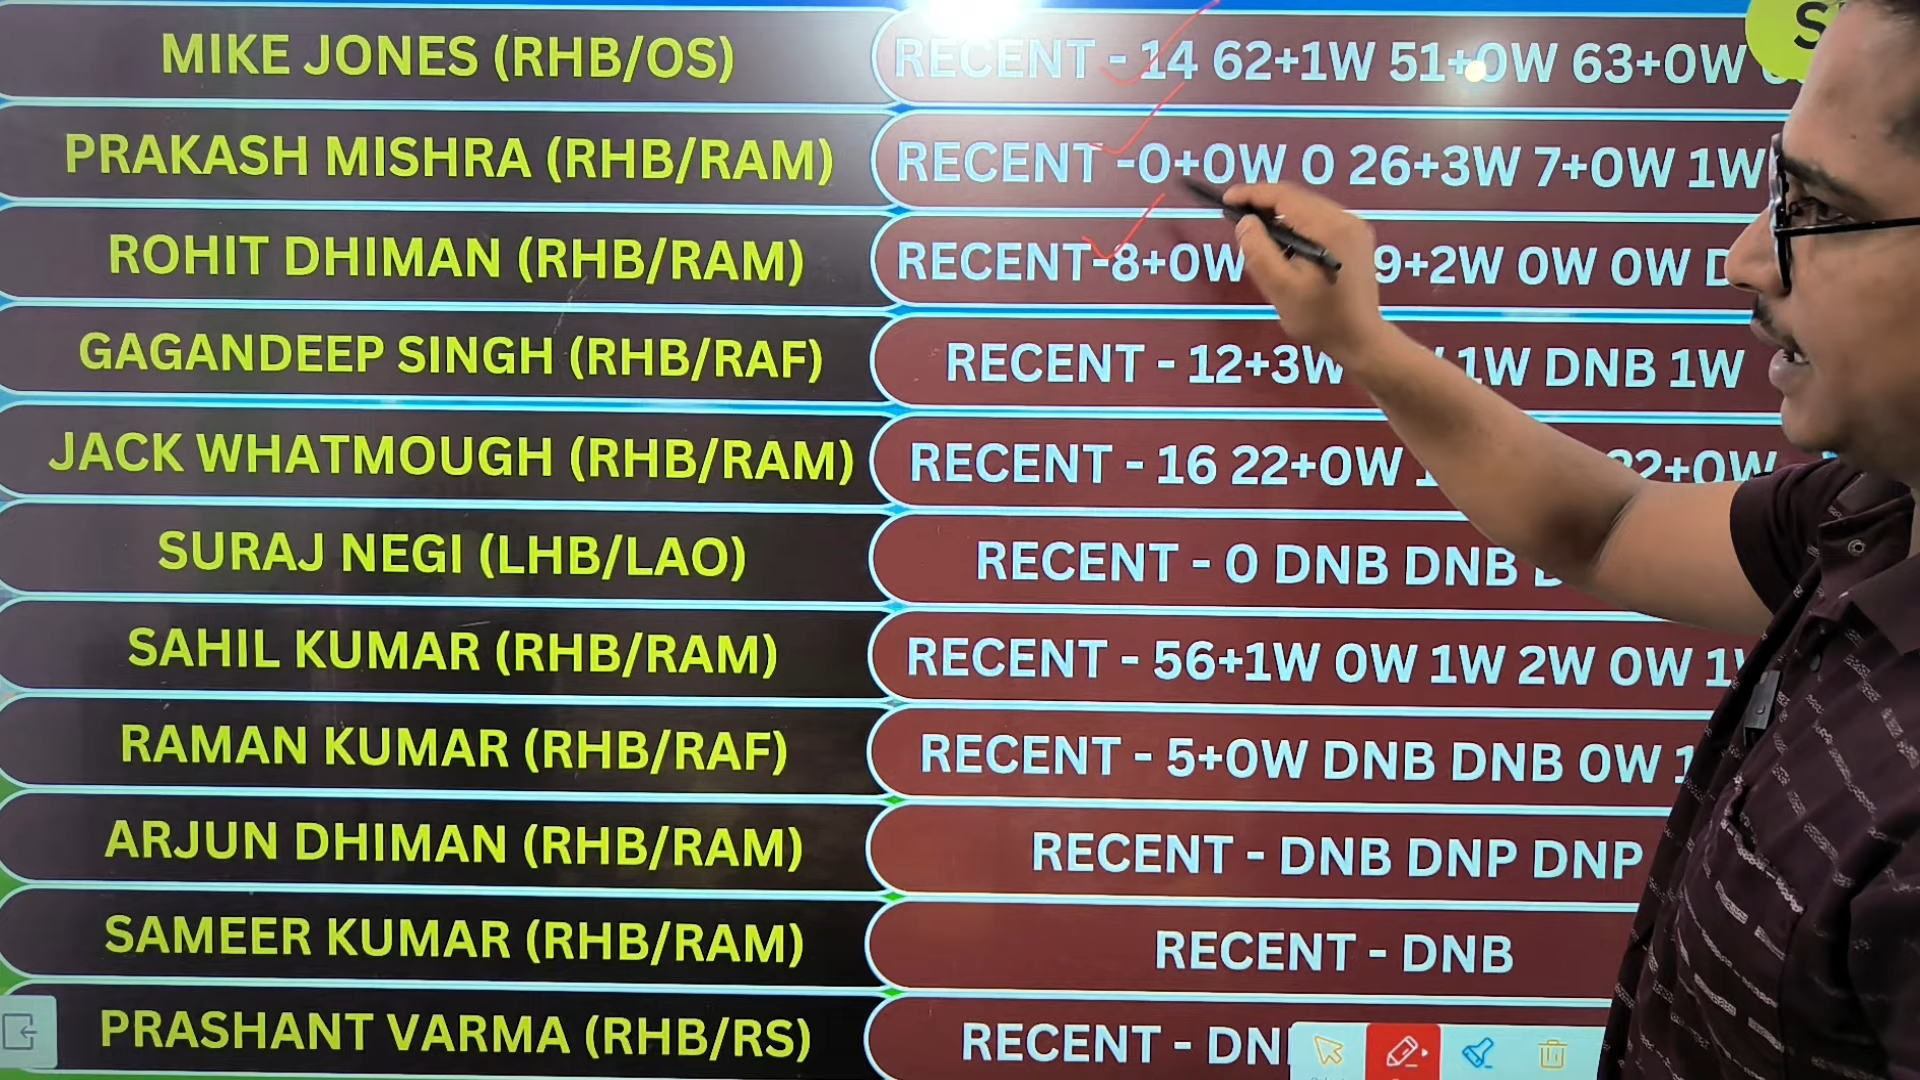 MIKE JONES (RHB/OS) RECENT - 14 62+1W 51+0W 63+0W
PRAKASH MISHRA (RHB/RAM) RECENT -0+0W 0 26+3W 7+0W 1W
ROHIT DHIMAN (RHB/RAM) RECENT-8+0W 9+2W 0W 0W D
GAGANDEEP SINGH (RHB/RAF) RECENT - 12+3W 1W DNB 1W
JACK WHATMOUGH (RHB/RAM) RECENT - 16 22+0W 22+0W
SURAJ NEGI (LHB/LAO) RECENT - 0 DNB DNB
SAHIL KUMAR (RHB/RAM) RECENT - 56+1W 0W 1W 2W 0W 1
RAMAN KUMAR (RHB/RAF) RECENT - 5+0W DNB DNB 0W 1
ARJUN DHIMAN (RHB/RAM) RECENT - DNB DNP DNP
SAMEER KUMAR (RHB/RAM) RECENT - DNB
PRASHANT VARMA (RHB/RS) RECENT - DN